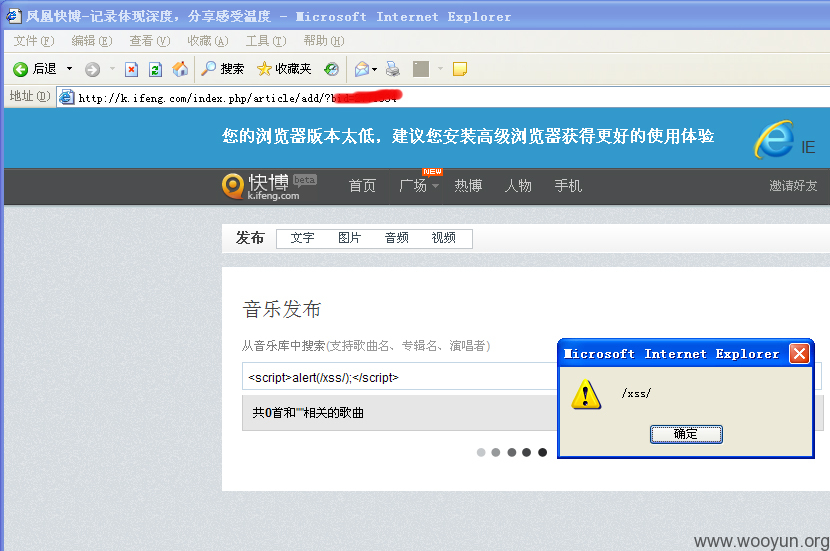 凤凰快博-记录休现深度，分享感受温度 - Microsoft Internet Explorer
文件(F) 编辑(E) 查看(V) 收藏(A) 工具(T) 帮助(H)
后退 搜索 收藏夹
地址(D) http://k.ifeng.com/index.php/article/add/?
您的浏览器版本太低，建议您安装高级浏览器获得更好的使用体验 IE
快博 beta k.ifeng.com 首页 广场 NEW 热博 人物 手机 邀请好友
发布 文字 图片 音频 视频
音乐发布
从音乐库中搜索(支持歌曲名、专辑名、演唱者)
<script>alert(/xss/);</script>
共0首和""相关的歌曲
Microsoft Internet Explorer
/xss/
确定
www.wooyun.org